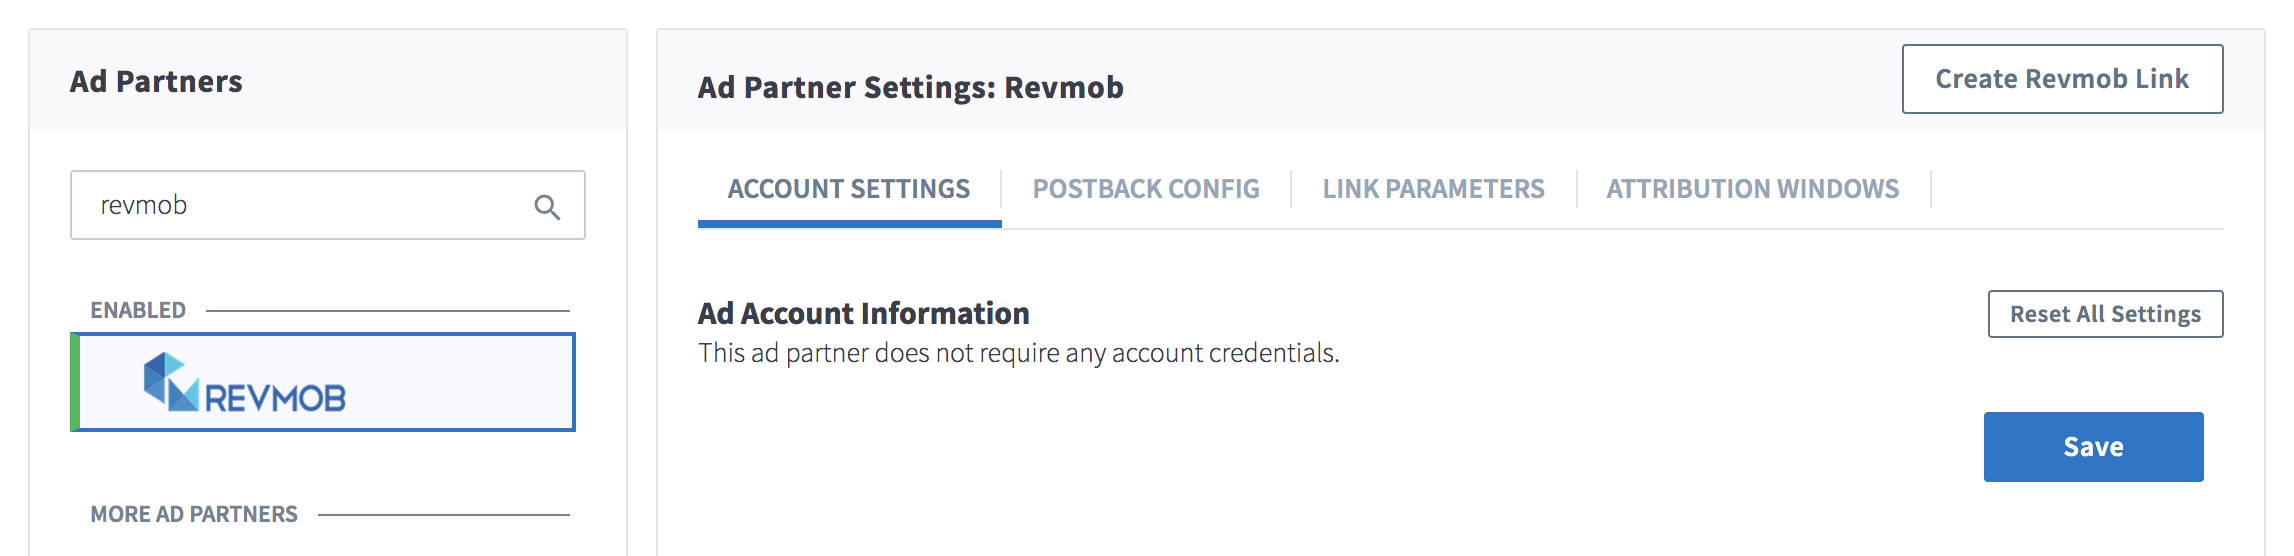 Ad Partners
revmob
ENABLED
REVMOB
MORE AD PARTNERS
Ad Partner Settings: Revmob
Create Revmob Link
ACCOUNT SETTINGS
POSTBACK CONFIG
LINK PARAMETERS
ATTRIBUTION WINDOWS
Ad Account Information
Reset All Settings
This ad partner does not require any account credentials.
Save